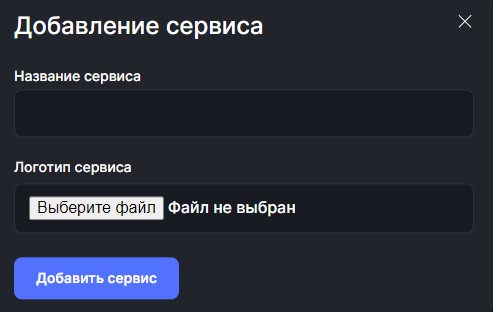 Добавление сервиса
Название сервиса
Логотип сервиса
Выберите файл Файл не выбран
Добавить сервис